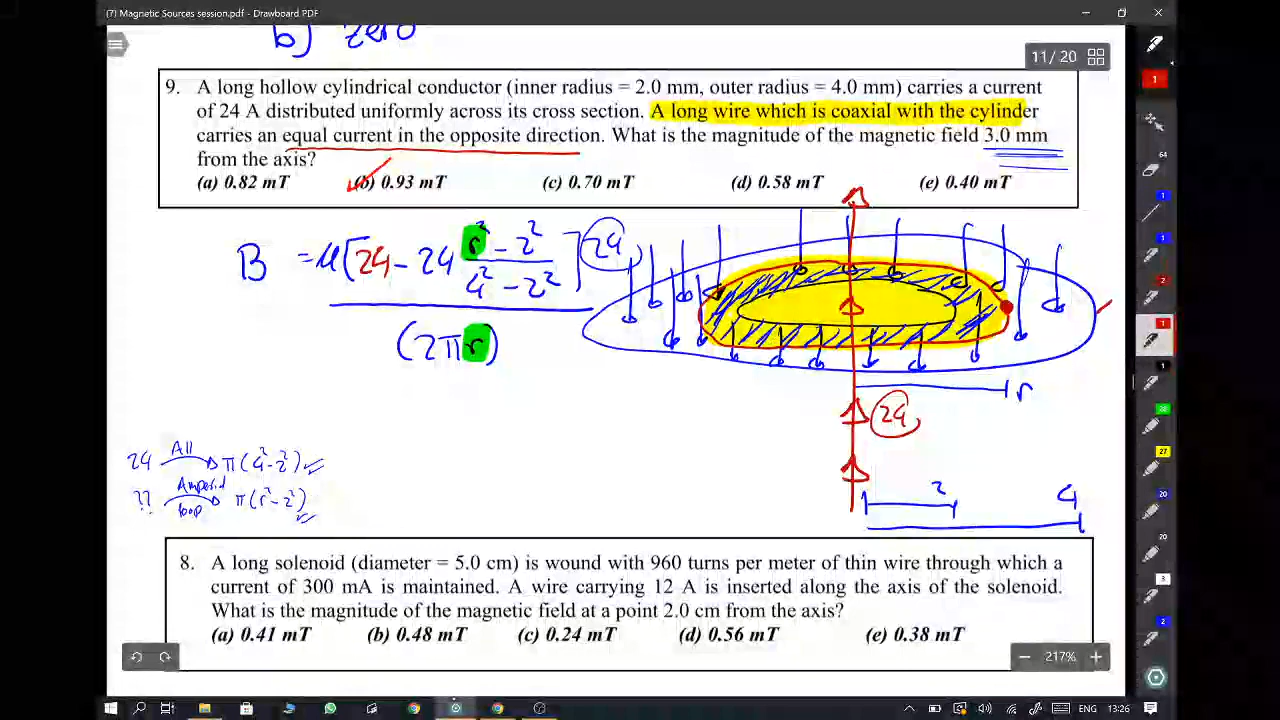 (7) Magnetic Sources session.pdf - Drawboard PDF
b) zero
11/20
9. A long hollow cylindrical conductor (inner radius = 2.0 mm, outer radius = 4.0 mm) carries a current
of 24 A distributed uniformly across its cross section. A long wire which is coaxial with the cylinder
carries an equal current in the opposite direction. What is the magnitude of the magnetic field 3.0 mm
from the axis?
(a) 0.82 mT (b) 0.93 mT (c) 0.70 mT (d) 0.58 mT (e) 0.40 mT
B = μ[24 - 24 r² - 2²]
4² - 2²
(2πr)
24
r
24
2
4
24 All π(4² - 2²)
?? Amperial loop π(r² - 2²)
8. A long solenoid (diameter = 5.0 cm) is wound with 960 turns per meter of thin wire through which a
current of 300 mA is maintained. A wire carrying 12 A is inserted along the axis of the solenoid.
What is the magnitude of the magnetic field at a point 2.0 cm from the axis?
(a) 0.41 mT (b) 0.48 mT (c) 0.24 mT (d) 0.56 mT (e) 0.38 mT
217%
ENG 13:26